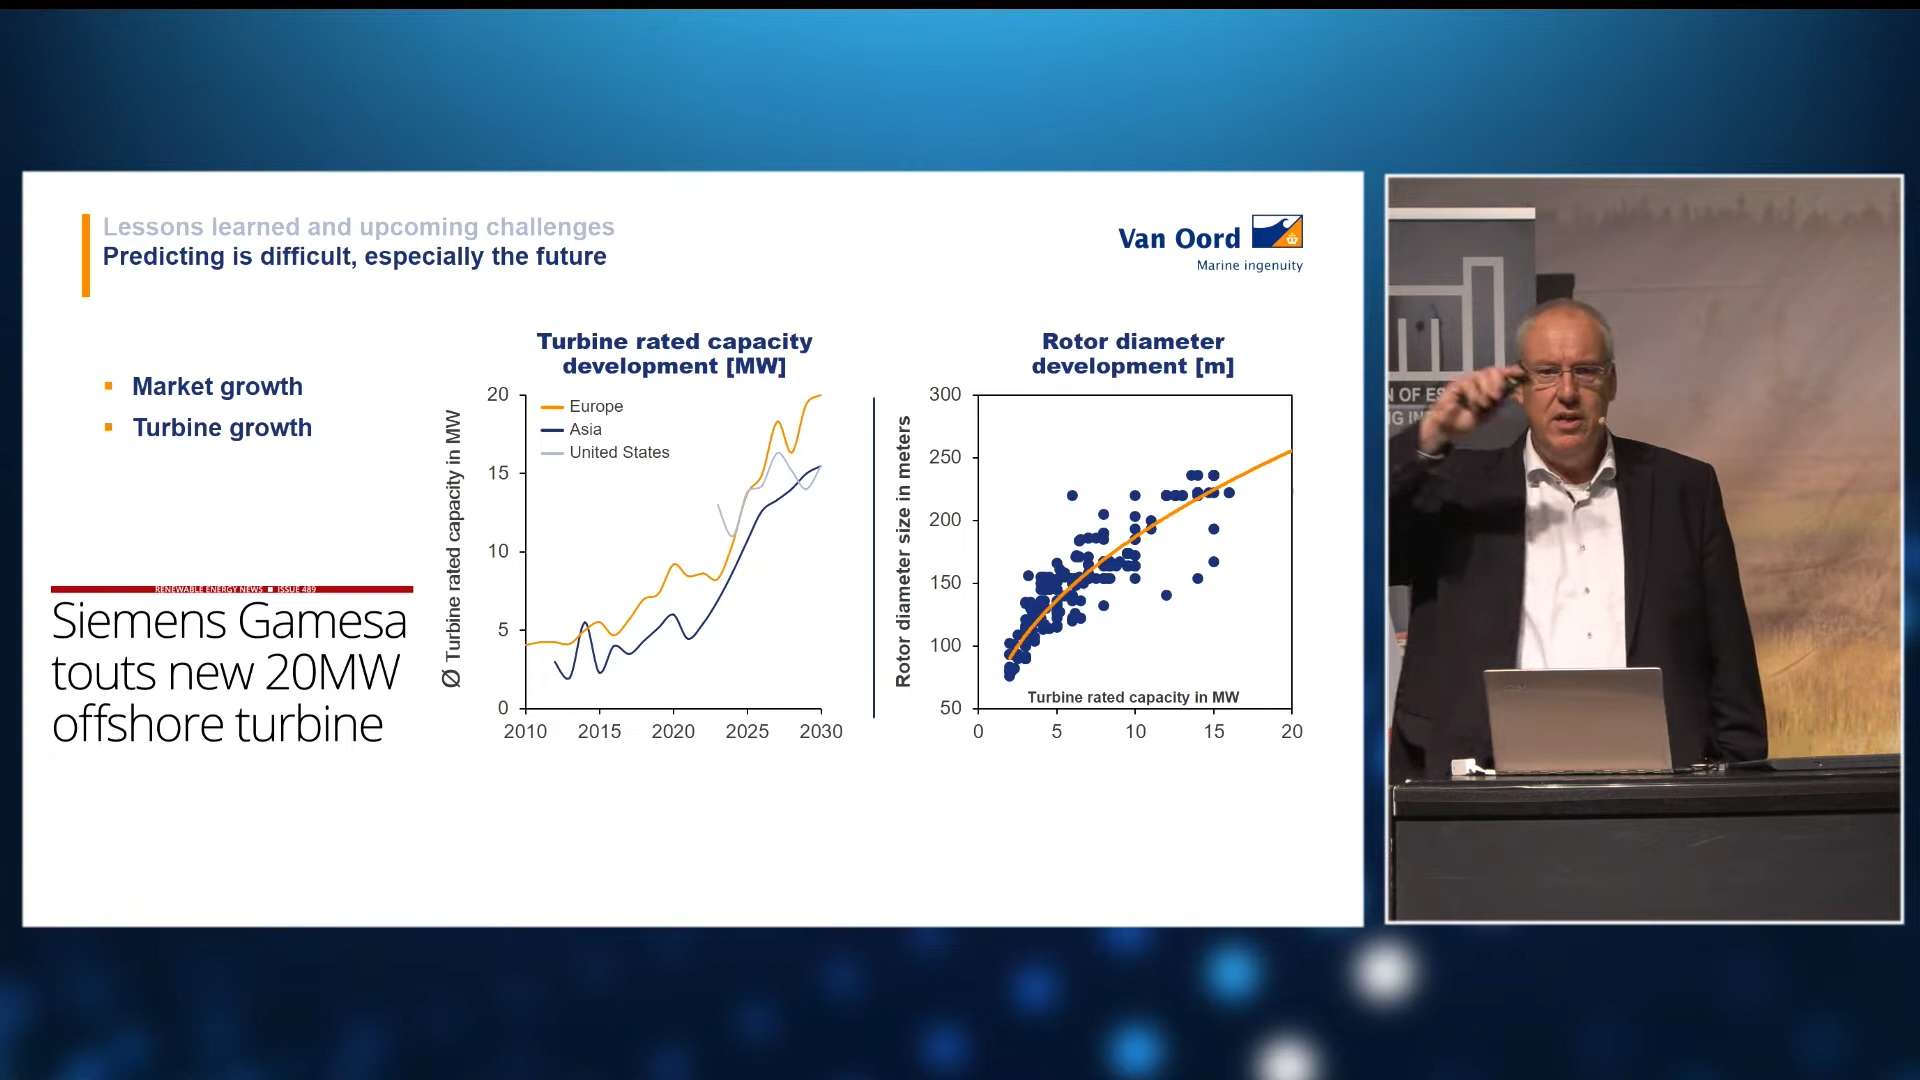 Lessons learned and upcoming challenges
Predicting is difficult, especially the future
Van Oord
Marine ingenuity
Market growth
Turbine growth
RENEWABLE ENERGY NEWS ■ ISSUE 489
Siemens Gamesa
touts new 20MW
offshore turbine
Turbine rated capacity
development [MW]
Ø Turbine rated capacity in MW
20
15
10
5
0
Europe
Asia
United States
2010 2015 2020 2025 2030
Rotor diameter
development [m]
Rotor diameter size in meters
300
250
200
150
100
50
Turbine rated capacity in MW
0 5 10 15 20
N OF ES
G IN